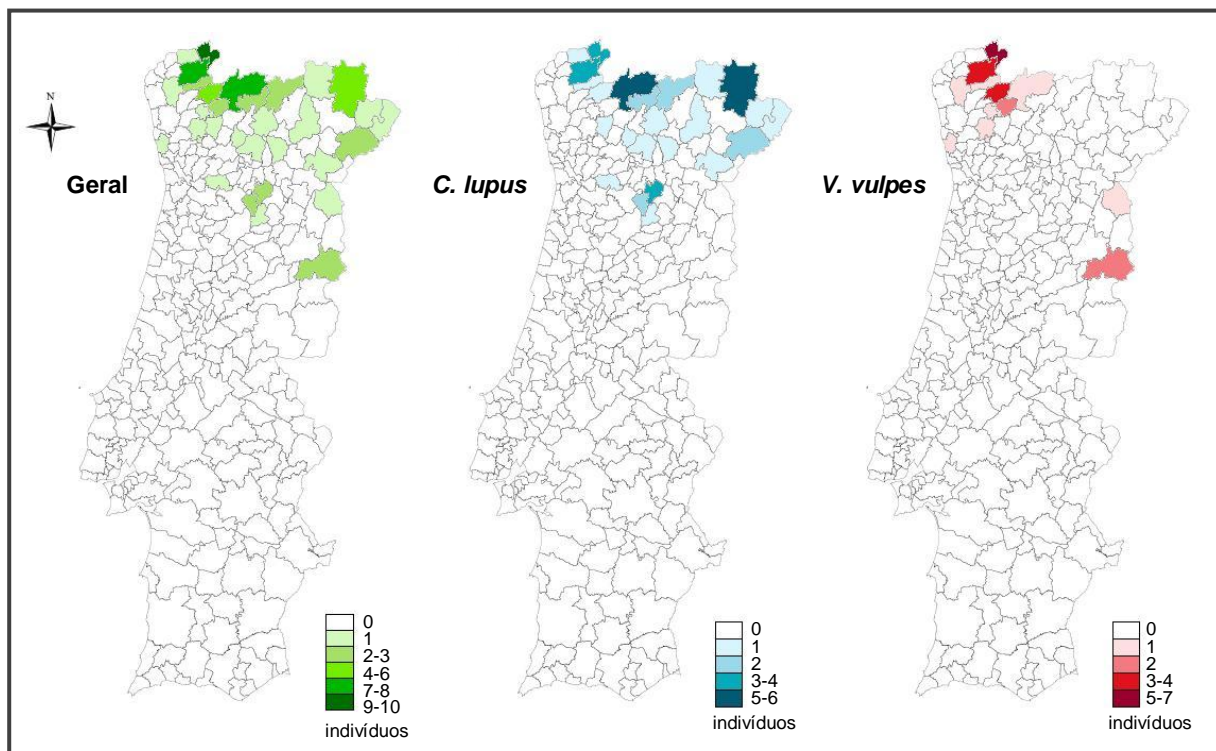 N
Geral
0
1
2-3
4-6
7-8
9-10
indivíduos
C. lupus
0
1
2
3-4
5-6
indivíduos
V. vulpes
0
1
2
3-4
5-7
indivíduos